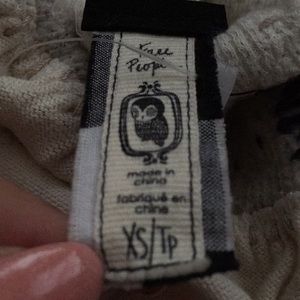 Free
People
made in
china
fabriqué en
chine
XS/TP